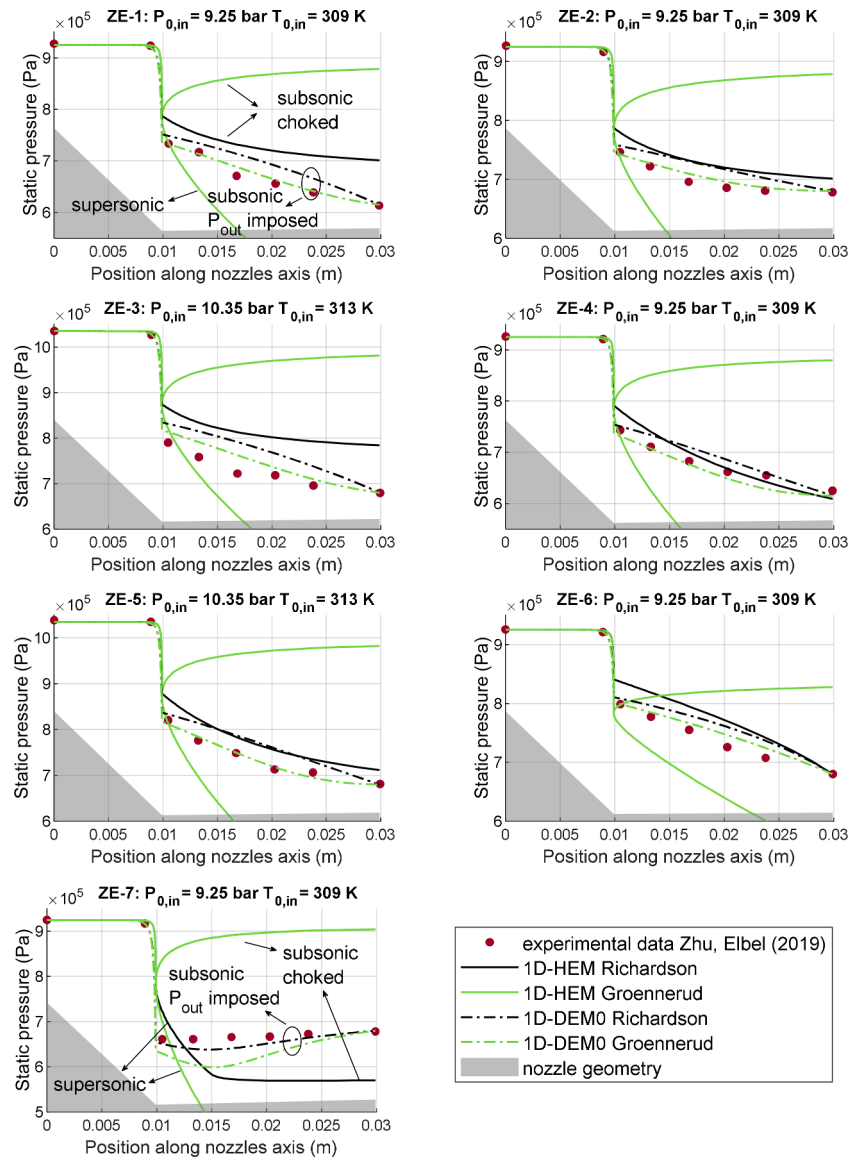 ZE-1: P0,in= 9.25 bar T0,in= 309 K
× 10^5
9
8
7
6
Static pressure (Pa)
subsonic
choked
supersonic
subsonic
Pout imposed
0 0.005 0.01 0.015 0.02 0.025 0.03
Position along nozzles axis (m)
ZE-2: P0,in= 9.25 bar T0,in= 309 K
× 10^5
9
8
7
6
Static pressure (Pa)
0 0.005 0.01 0.015 0.02 0.025 0.03
Position along nozzles axis (m)
ZE-3: P0,in= 10.35 bar T0,in= 313 K
× 10^5
10
9
8
7
6
Static pressure (Pa)
0 0.005 0.01 0.015 0.02 0.025 0.03
Position along nozzles axis (m)
ZE-4: P0,in= 9.25 bar T0,in= 309 K
× 10^5
9
8
7
6
Static pressure (Pa)
0 0.005 0.01 0.015 0.02 0.025 0.03
Position along nozzles axis (m)
ZE-5: P0,in= 10.35 bar T0,in= 313 K
× 10^5
10
9
8
7
6
Static pressure (Pa)
0 0.005 0.01 0.015 0.02 0.025 0.03
Position along nozzles axis (m)
ZE-6: P0,in= 9.25 bar T0,in= 309 K
× 10^5
9
8
7
6
Static pressure (Pa)
0 0.005 0.01 0.015 0.02 0.025 0.03
Position along nozzles axis (m)
ZE-7: P0,in= 9.25 bar T0,in= 309 K
× 10^5
9
8
7
6
5
Static pressure (Pa)
subsonic
choked
subsonic
Pout imposed
supersonic
0 0.005 0.01 0.015 0.02 0.025 0.03
Position along nozzles axis (m)
experimental data Zhu, Elbel (2019)
1D-HEM Richardson
1D-HEM Groennerud
1D-DEM0 Richardson
1D-DEM0 Groennerud
nozzle geometry